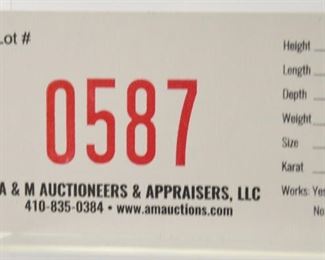 Lot #
0587
A & M AUCTIONEERS & APPRAISERS, LLC
410-835-0384 • www.amauctions.com
Height
Length
Depth
Weight
Size
Karat
Works: Yes
No